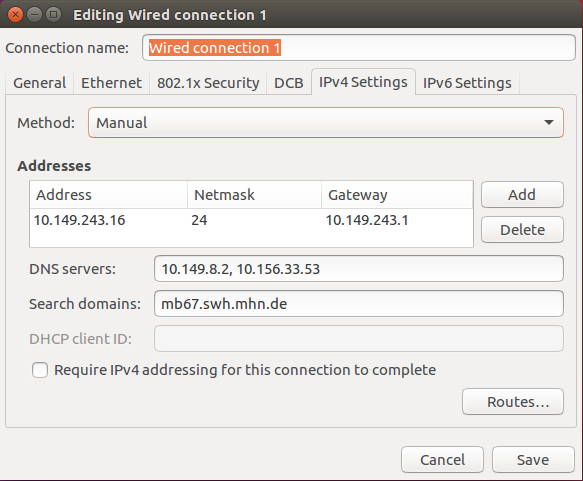 Editing Wired connection 1
Connection name: Wired connection 1
General Ethernet 802.1x Security DCB IPv4 Settings IPv6 Settings
Method: Manual
Addresses
Address Netmask Gateway Add
10.149.243.16 24 10.149.243.1
Delete
DNS servers: 10.149.8.2, 10.156.33.53
Search domains: mb67.swh.mhn.de
DHCP client ID:
Require IPv4 addressing for this connection to complete
Routes...
Cancel Save